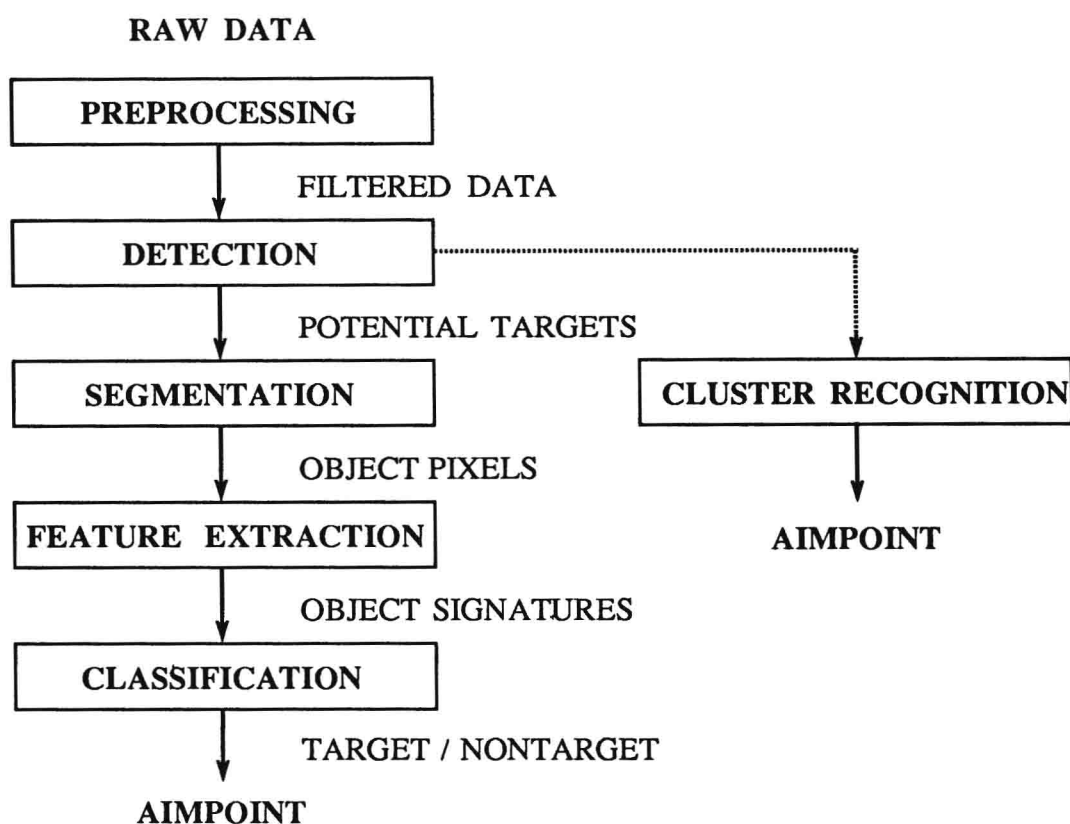 RAW DATA
PREPROCESSING
FILTERED DATA
DETECTION
POTENTIAL TARGETS
SEGMENTATION
CLUSTER RECOGNITION
OBJECT PIXELS
FEATURE EXTRACTION
AIMPOINT
OBJECT SIGNATURES
CLASSIFICATION
TARGET / NONTARGET
AIMPOINT